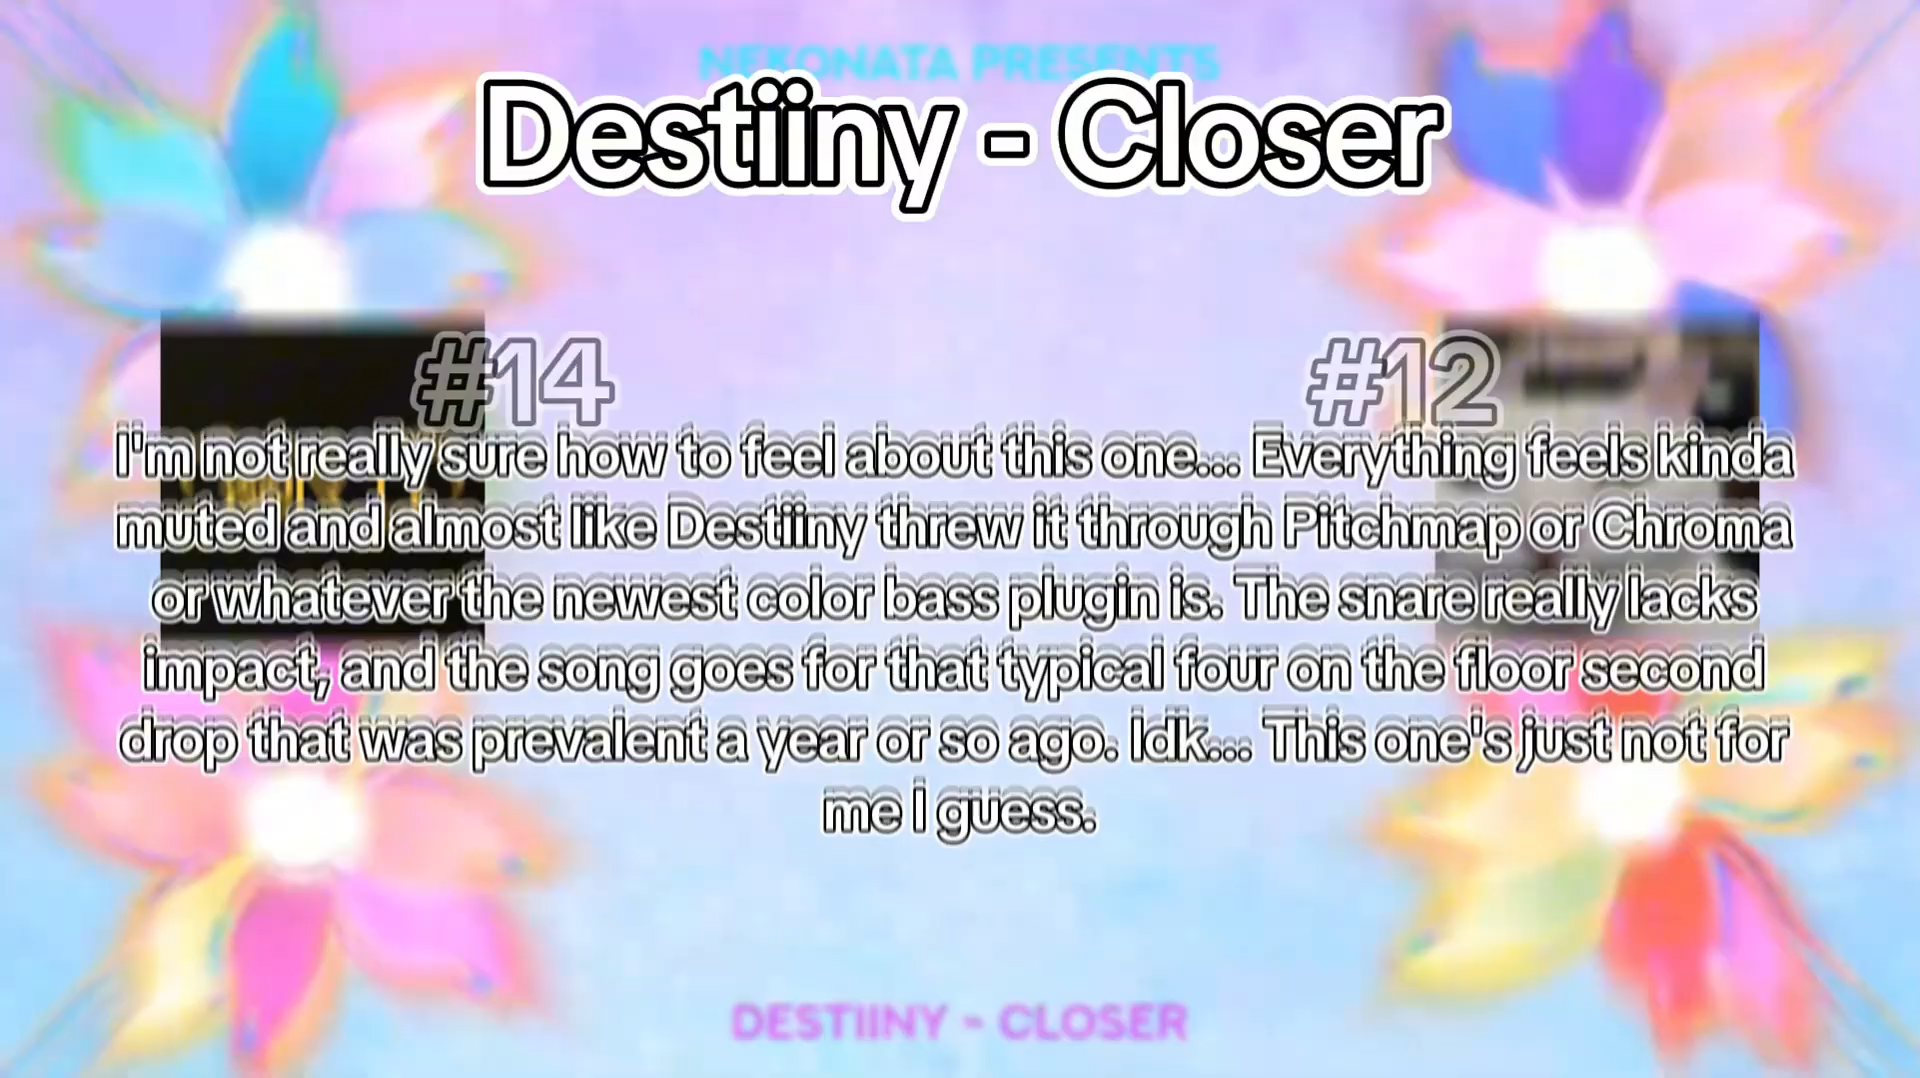 NEKONATA PRESENTS
Destiiny - Closer
#14
#12
I'm not really sure how to feel about this one... Everything feels kinda
muted and almost like Destiiny threw it through Pitchmap or Chroma
or whatever the newest color bass plugin is. The snare really lacks
impact, and the song goes for that typical four on the floor second
drop that was prevalent a year or so ago. Idk... This one's just not for
me I guess.
DESTIINY - CLOSER